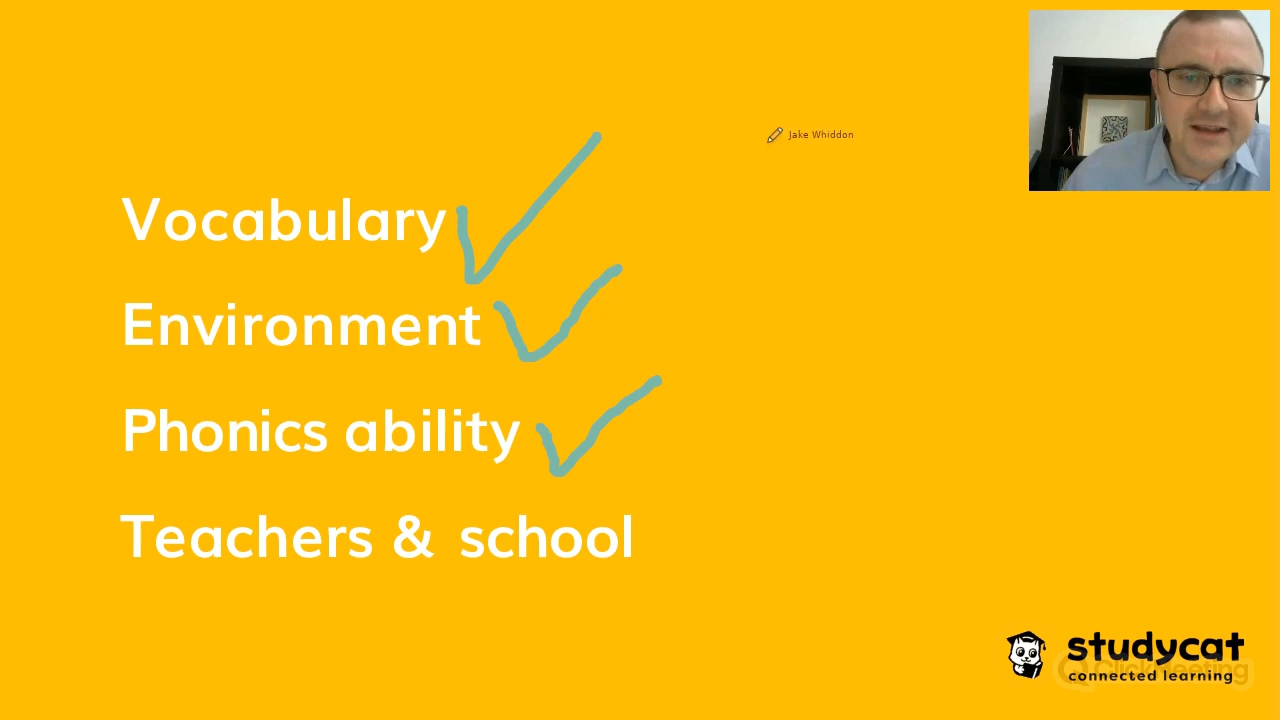 Jake Whiddon
Vocabulary
Environment
Phonics ability
Teachers & school
studycat
ClickMeeting
connected learning